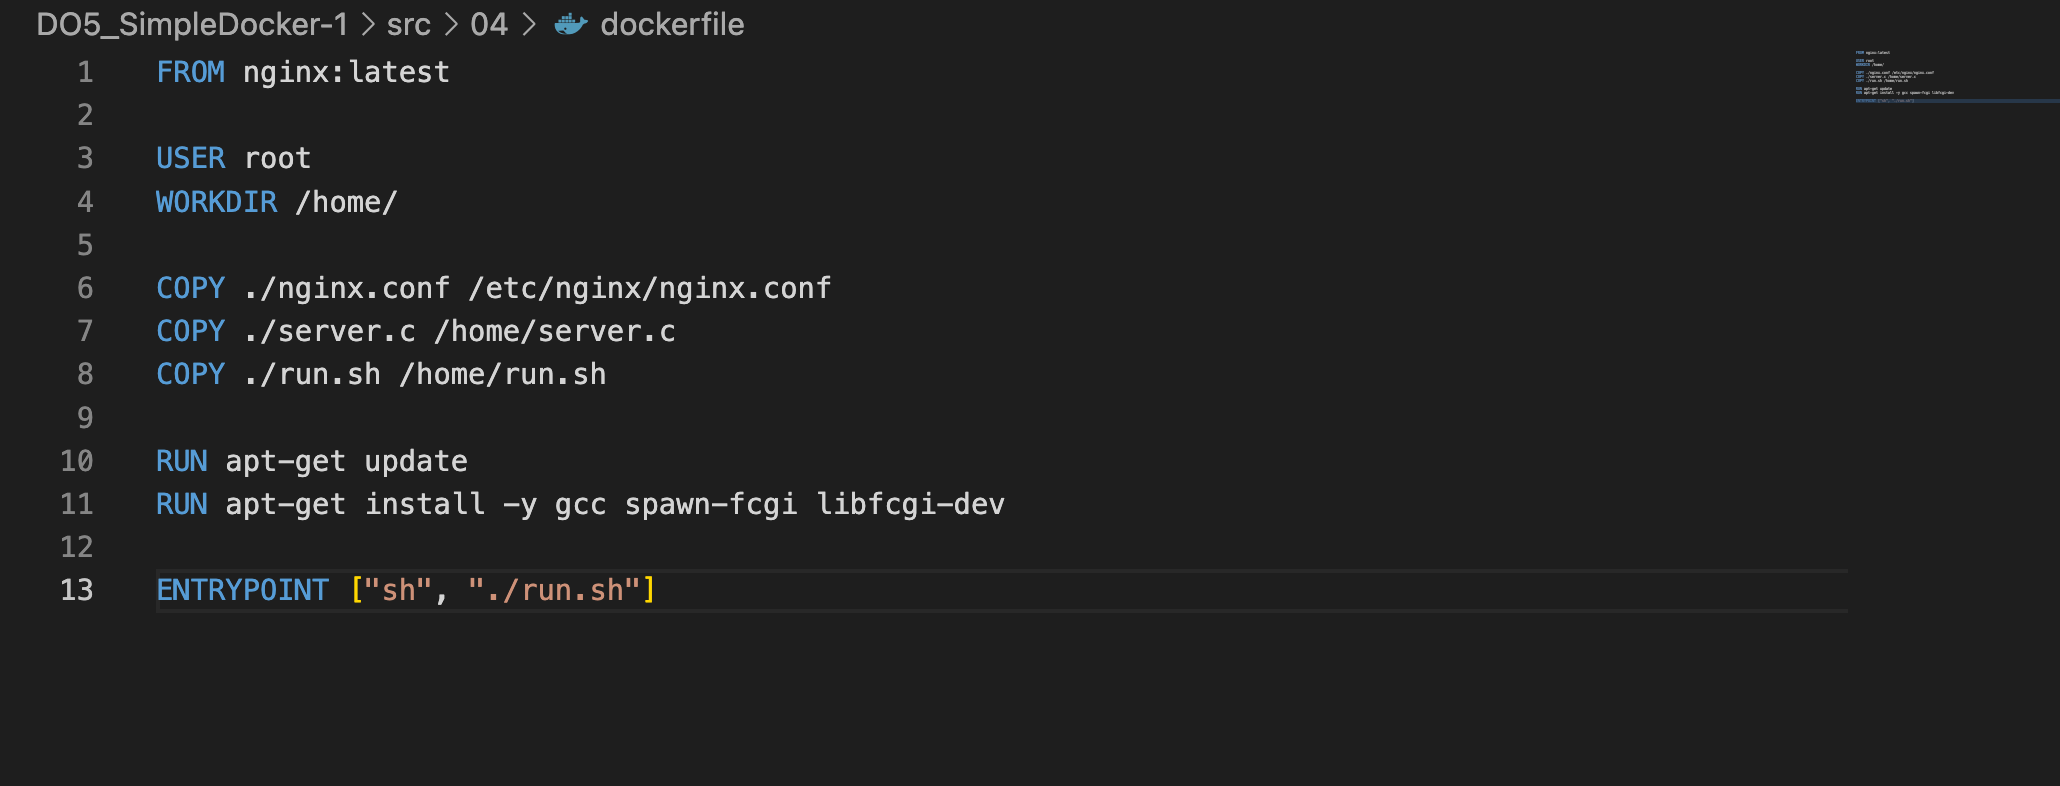 DO5_SimpleDocker-1 > src > 04 > dockerfile
1 FROM nginx:latest
2
3 USER root
4 WORKDIR /home/
5
6 COPY ./nginx.conf /etc/nginx/nginx.conf
7 COPY ./server.c /home/server.c
8 COPY ./run.sh /home/run.sh
9
10 RUN apt-get update
11 RUN apt-get install -y gcc spawn-fcgi libfcgi-dev
12
13 ENTRYPOINT ["sh", "./run.sh"]